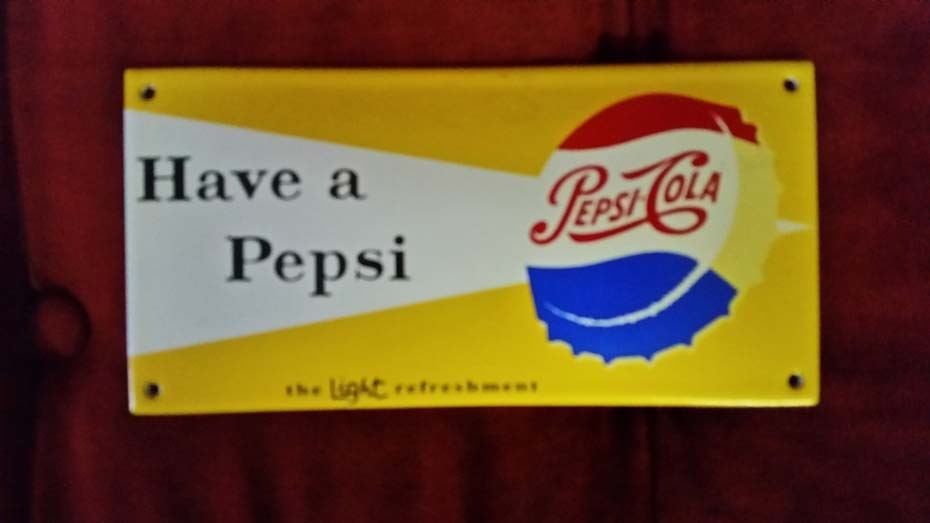 Have a
Pepsi
PEPSI-COLA
the light refreshment